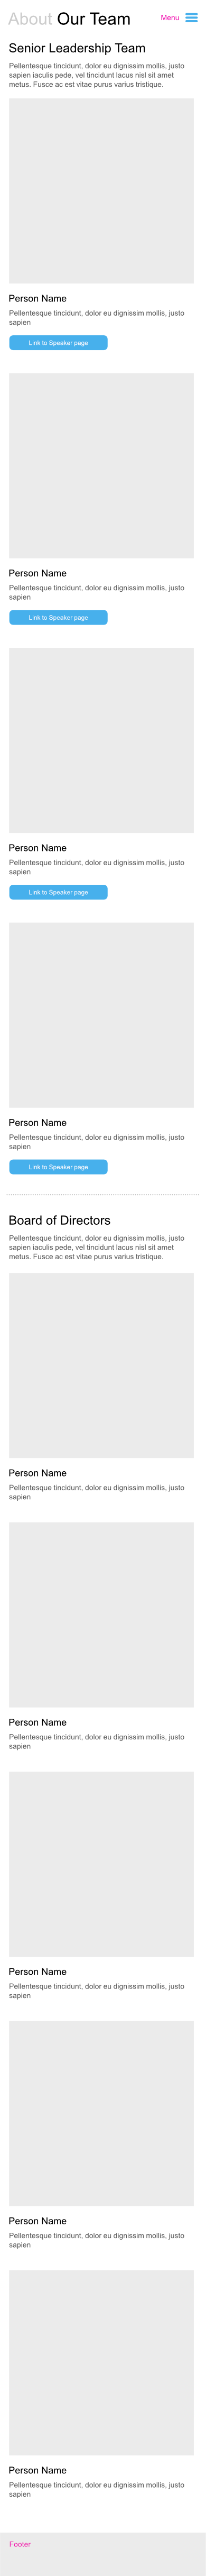 About Our Team Menu
Senior Leadership Team
Pellentesque tincidunt, dolor eu dignissim mollis, justo
sapien iaculis pede, vel tincidunt lacus nisl sit amet
metus. Fusce ac est vitae purus varius tristique.
Person Name
Pellentesque tincidunt, dolor eu dignissim mollis, justo
sapien
Link to Speaker page
Person Name
Pellentesque tincidunt, dolor eu dignissim mollis, justo
sapien
Link to Speaker page
Person Name
Pellentesque tincidunt, dolor eu dignissim mollis, justo
sapien
Link to Speaker page
Person Name
Pellentesque tincidunt, dolor eu dignissim mollis, justo
sapien
Link to Speaker page
Board of Directors
Pellentesque tincidunt, dolor eu dignissim mollis, justo
sapien iaculis pede, vel tincidunt lacus nisl sit amet
metus. Fusce ac est vitae purus varius tristique.
Person Name
Pellentesque tincidunt, dolor eu dignissim mollis, justo
sapien
Person Name
Pellentesque tincidunt, dolor eu dignissim mollis, justo
sapien
Person Name
Pellentesque tincidunt, dolor eu dignissim mollis, justo
sapien
Person Name
Pellentesque tincidunt, dolor eu dignissim mollis, justo
sapien
Person Name
Pellentesque tincidunt, dolor eu dignissim mollis, justo
sapien
Footer